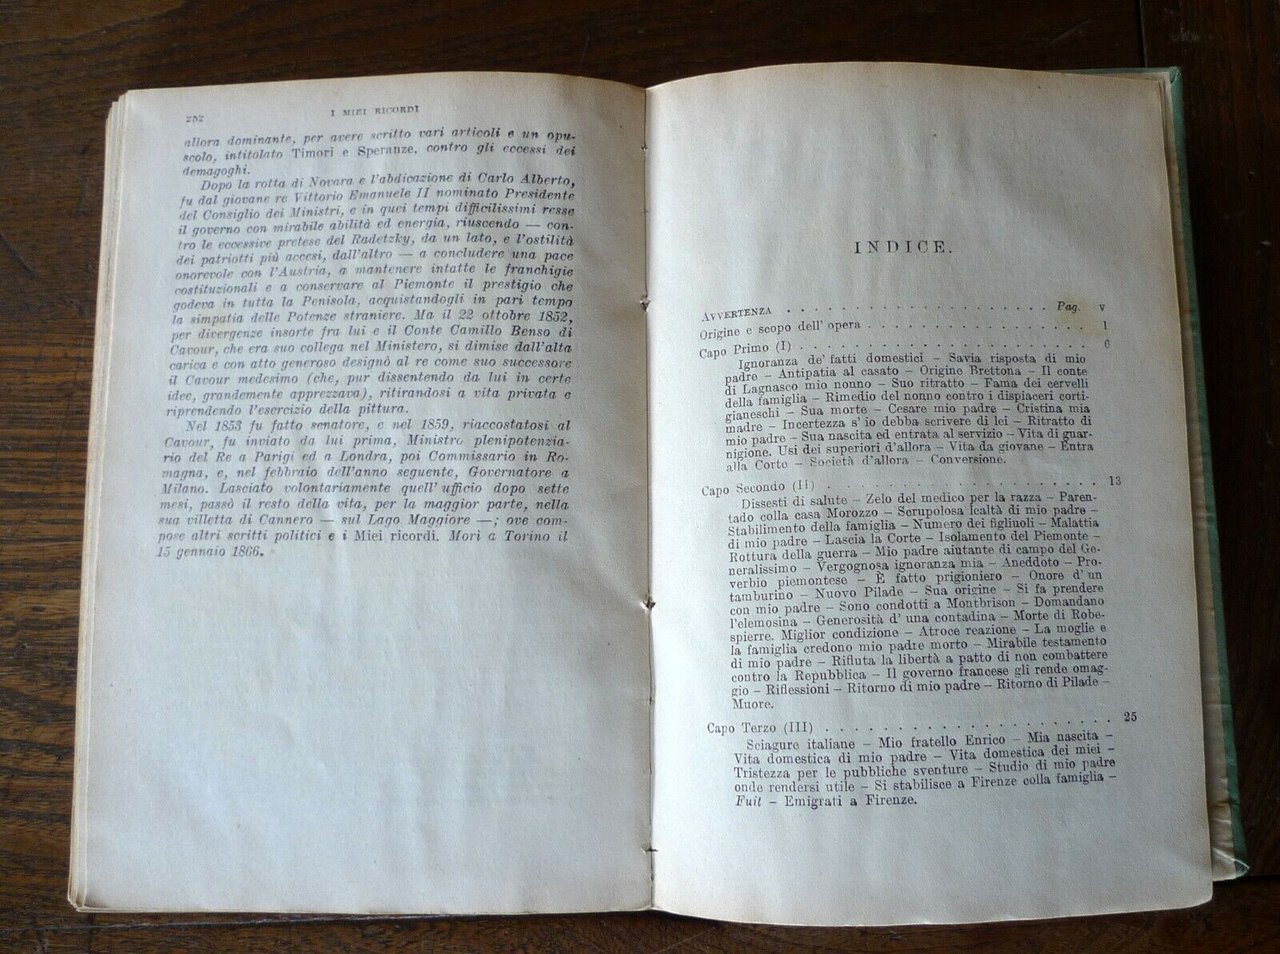 252
I MIEI RICORDI
allora dominante, per avere scritto vari articoli e un opu-
scolo, intitolato Timori e Speranze, contro gli eccessi dei
demagoghi.
Dopo la rotta di Novara e l'abdicazione di Carlo Alberto,
fu dal giovane re Vittorio Emanuele II nominato Presidente
del Consiglio dei Ministri, e in quei tempi difficilissimi resse
il governo con mirabile abilità ed energia, riuscendo — con-
tro le eccessive pretese del Radetzky, da un lato, e l'ostilità
dei patriotti più accesi, dall'altro — a concludere una pace
onorevole con l'Austria, a mantenere intatte le franchigie
costituzionali e a conservare al Piemonte il prestigio che
godeva in tutta la Penisola, acquistandogli in pari tempo
la simpatia delle Potenze straniere. Ma il 22 ottobre 1852,
per divergenze insorte fra lui e il Conte Camillo Benso di
Cavour, che era suo collega nel Ministero, si dimise dall'alta
carica e con atto generoso designò al re come suo successore
il Cavour medesimo (che, pur dissentendo da lui in certe
idee, grandemente apprezzava), ritirandosi a vita privata e
riprendendo l'esercizio della pittura.
Nel 1853 fu fatto senatore, e nel 1859, riaccostatosi al
Cavour, fu inviato da lui prima, Ministro plenipotenzia-
rio del Re a Parigi ed a Londra, poi Commissario in Ro-
magna, e, nel febbraio dell'anno seguente, Governatore a
Milano. Lasciato volontariamente quell'ufficio dopo sette
mesi, passò il resto della vita, per la maggior parte, nella
sua villetta di Cannero — sul Lago Maggiore —; ove com-
pose altri scritti politici e i Miei ricordi. Morì a Torino il
15 gennaio 1866.
INDICE.
AVVERTENZA . . . . . . . . . . . . . . . . . Pag. V
Origine e scopo dell' opera . . . . . . . . . . . . . . . 1
Capo Primo (I) . . . . . . . . . . . . . . . . . . . . 6
Ignoranza de' fatti domestici – Savia risposta di mio
padre – Antipatia al casato – Origine Brettona – Il conte
di Lagnasco mio nonno – Suo ritratto – Fama dei cervelli
della famiglia – Rimedio del nonno contro i dispiaceri corti-
gianeschi – Sua morte – Cesare mio padre – Cristina mia
madre – Incertezza s' io debba scrivere di lei – Ritratto di
mio padre – Sua nascita ed entrata al servizio – Vita di guar-
nigione. Usi dei superiori d'allora – Vita da giovane – Entra
alla Corte – Società d'allora – Conversione.
Capo Secondo (II) . . . . . . . . . . . . . . . . . . 13
Dissesti di salute – Zelo del medico per la razza – Paren-
tado colla casa Morozzo – Scrupolosa lealtà di mio padre –
Stabilimento della famiglia – Numero dei figliuoli – Malattia
di mio padre – Lascia la Corte – Isolamento del Piemonte –
Rottura della guerra – Mio padre aiutante di campo del Ge-
neralissimo – Vergognosa ignoranza mia – Aneddoto – Pro-
verbio piemontese – È fatto prigioniero – Onore d' un
tamburino – Nuovo Pilade – Sua origine – Si fa prendere
con mio padre – Sono condotti a Montbrison – Domandano
l'elemosina – Generosità d' una contadina – Morte di Robe-
spierre. Miglior condizione – Atroce reazione – La moglie e
la famiglia credono mio padre morto – Mirabile testamento
di mio padre – Rifiuta la libertà a patto di non combattere
contro la Repubblica – Il governo francese gli rende omag-
gio – Riflessioni – Ritorno di mio padre – Ritorno di Pilade –
Muore.
Capo Terzo (III) . . . . . . . . . . . . . . . . . . . 25
Sciagure italiane – Mio fratello Enrico – Mia nascita –
Vita domestica di mio padre – Vita domestica dei miei –
Tristezza per le pubbliche sventure – Studio di mio padre
onde rendersi utile – Si stabilisce a Firenze colla famiglia –
Fuit – Emigrati a Firenze.